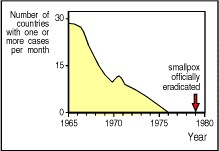 Number of
countries
with one or
more cases
per month
30
15
0
smallpox
officially
eradicated
1965 1970 1975 1980
Year